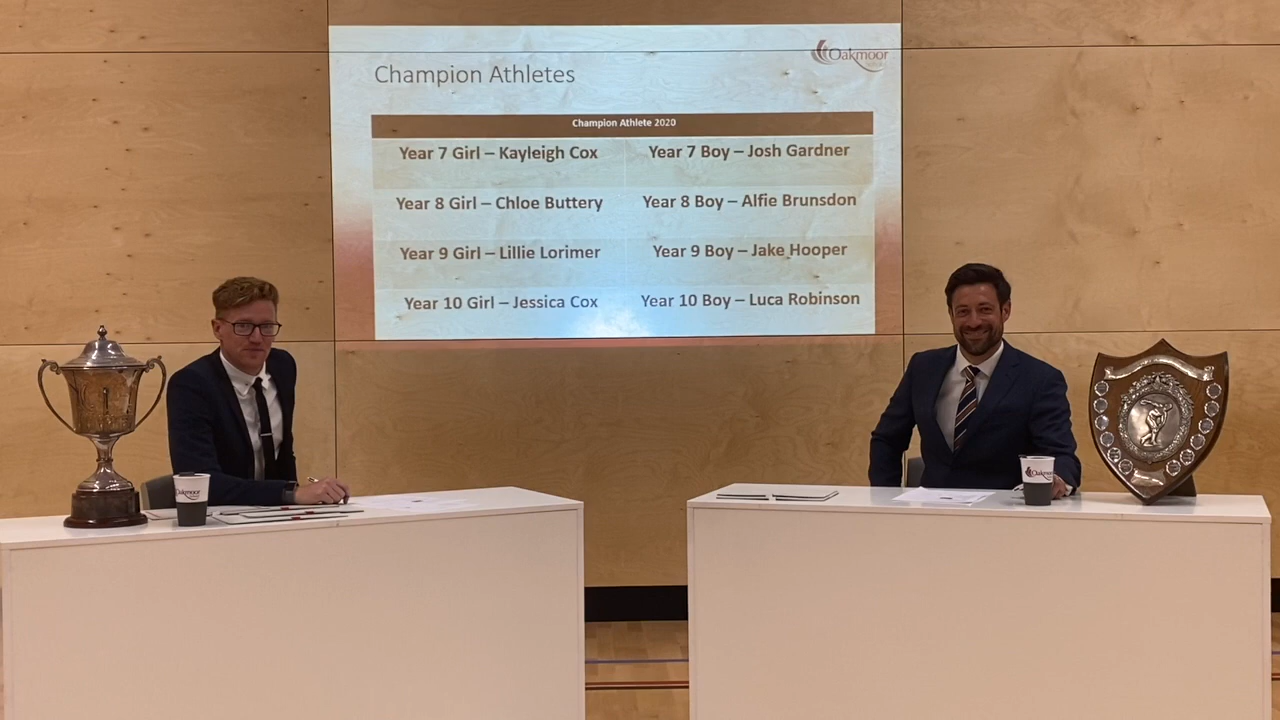 Oakmoor
Champion Athletes
Champion Athlete 2020
Year 7 Girl – Kayleigh Cox
Year 7 Boy – Josh Gardner
Year 8 Girl – Chloe Buttery
Year 8 Boy – Alfie Brunsdon
Year 9 Girl – Lillie Lorimer
Year 9 Boy – Jake Hooper
Year 10 Girl – Jessica Cox
Year 10 Boy – Luca Robinson
Oakmoor
Oakmoor